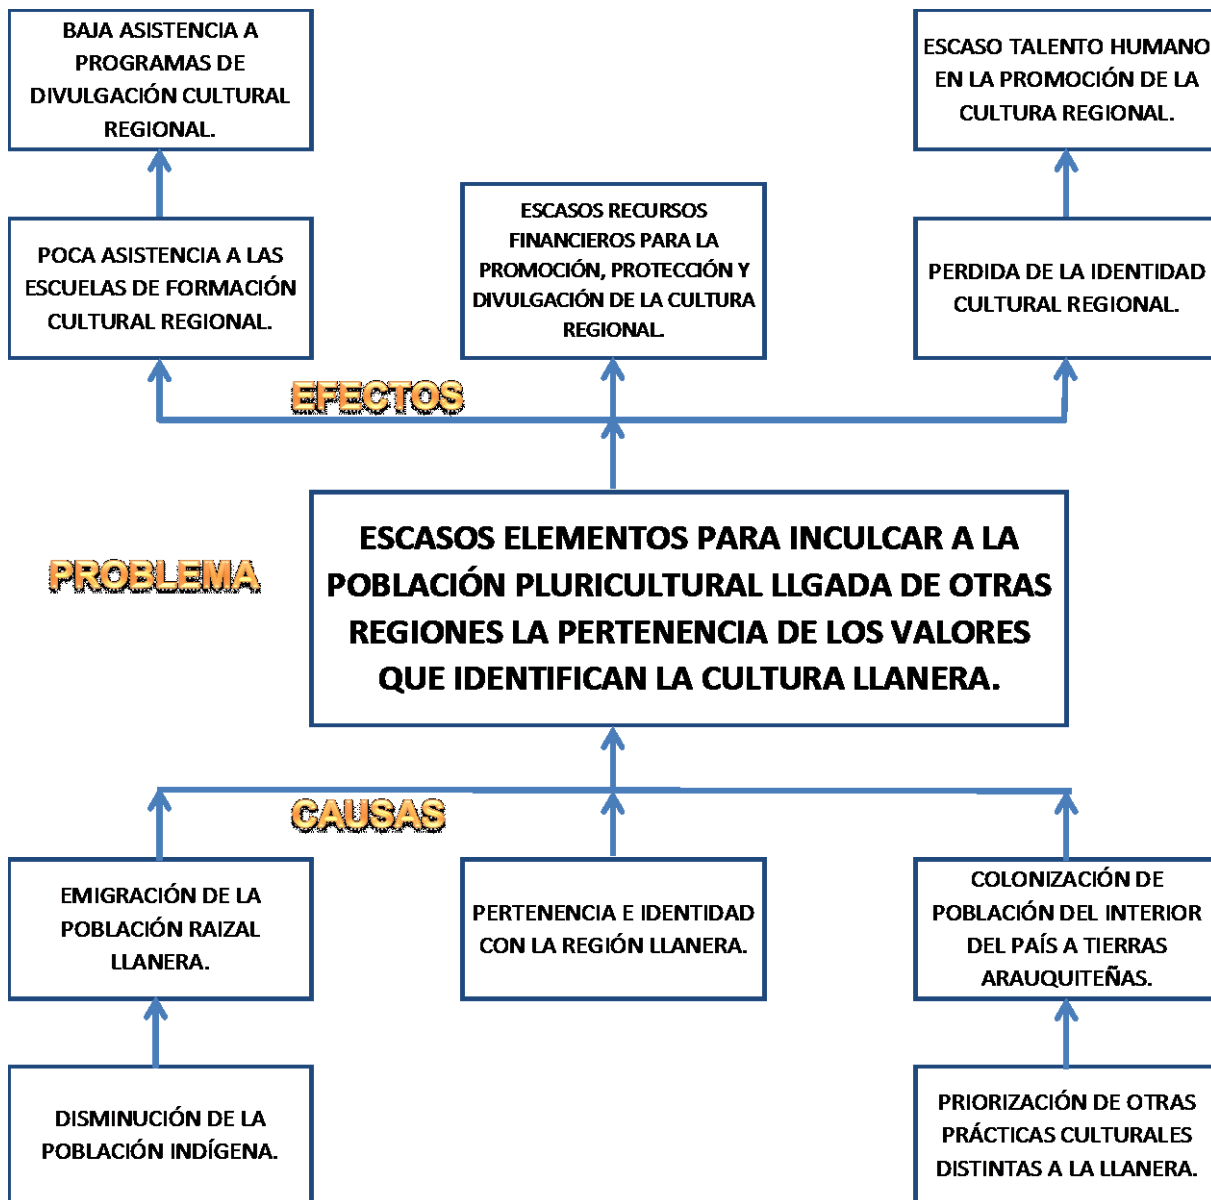 BAJA ASISTENCIA A
PROGRAMAS DE
DIVULGACIÓN CULTURAL
REGIONAL.
ESCASO TALENTO HUMANO
EN LA PROMOCIÓN DE LA
CULTURA REGIONAL.
POCA ASISTENCIA A LAS
ESCUELAS DE FORMACIÓN
CULTURAL REGIONAL.
ESCASOS RECURSOS
FINANCIEROS PARA LA
PROMOCIÓN, PROTECCIÓN Y
DIVULGACIÓN DE LA CULTURA
REGIONAL.
PERDIDA DE LA IDENTIDAD
CULTURAL REGIONAL.
EFECTOS
PROBLEMA
ESCASOS ELEMENTOS PARA INCULCAR A LA
POBLACIÓN PLURICULTURAL LLGADA DE OTRAS
REGIONES LA PERTENENCIA DE LOS VALORES
QUE IDENTIFICAN LA CULTURA LLANERA.
CAUSAS
EMIGRACIÓN DE LA
POBLACIÓN RAIZAL
LLANERA.
PERTENENCIA E IDENTIDAD
CON LA REGIÓN LLANERA.
COLONIZACIÓN DE
POBLACIÓN DEL INTERIOR
DEL PAÍS A TIERRAS
ARAUQUITEÑAS.
DISMINUCIÓN DE LA
POBLACIÓN INDÍGENA.
PRIORIZACIÓN DE OTRAS
PRÁCTICAS CULTURALES
DISTINTAS A LA LLANERA.